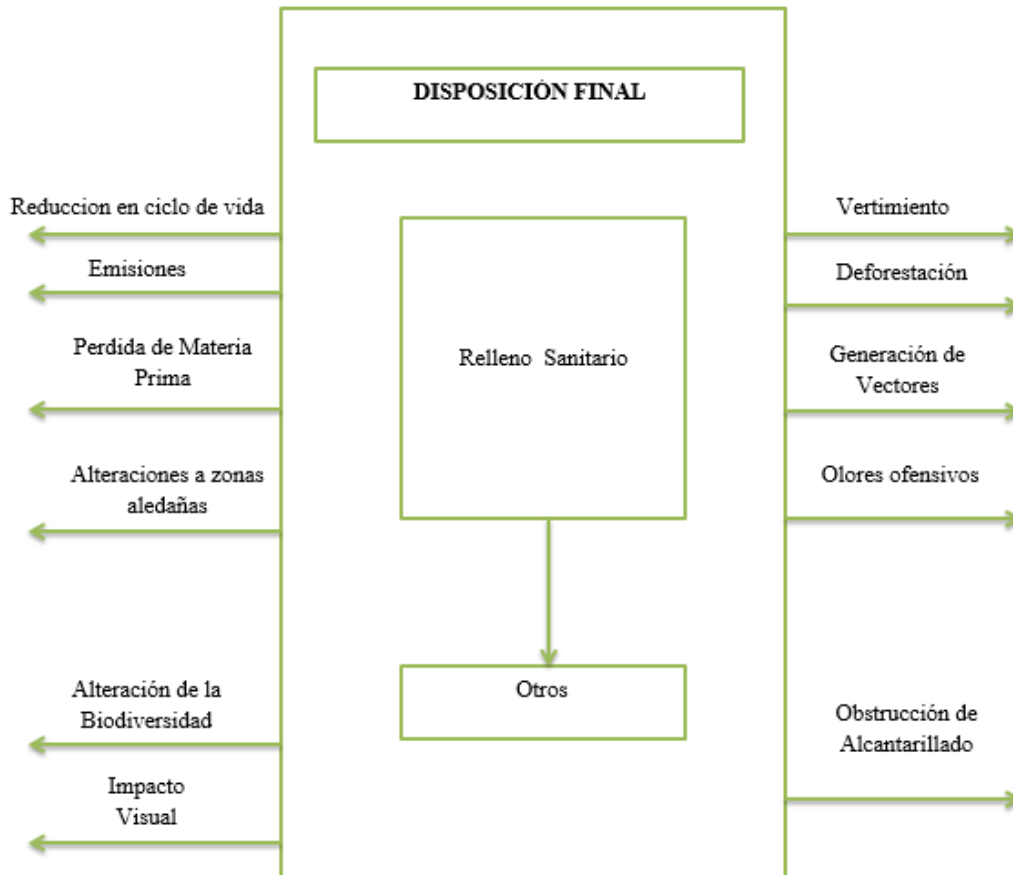 DISPOSICIÓN FINAL
Reduccion en ciclo de vida
Emisiones
Perdida de Materia
Prima
Alteraciones a zonas
aledañas
Alteración de la
Biodiversidad
Impacto
Visual
Relleno Sanitario
Otros
Vertimiento
Deforestación
Generación de
Vectores
Olores ofensivos
Obstrucción de
Alcantarillado